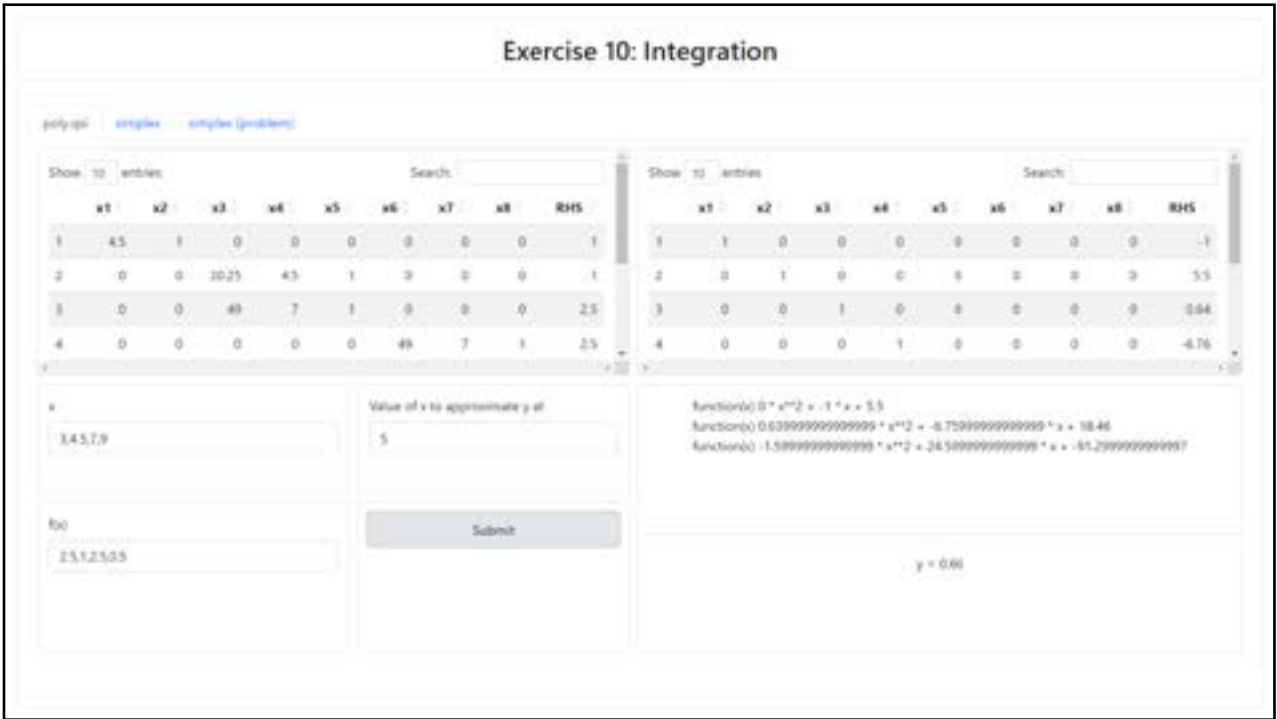 Exercise 10: Integration
poly.qsi simplex simplex (problem)
Show 10 entries Search:
x1 x2 x3 x4 x5 x6 x7 x8 RHS
1 4.5 1 0 0 0 0 0 0 1
2 0 0 20.25 4.5 1 0 0 0 1
3 0 0 49 7 1 0 0 0 2.5
4 0 0 0 0 0 49 7 1 2.5
Show 10 entries Search:
x1 x2 x3 x4 x5 x6 x7 x8 RHS
1 1 0 0 0 0 0 0 0 -1
2 0 1 0 0 0 0 0 0 5.5
3 0 0 1 0 0 0 0 0 0.64
4 0 0 0 1 0 0 0 0 -6.76
x
3,4.5,7,9
Value of x to approximate y at
5
function(x) 0 * x**2 + -1 * x + 5.5
function(x) 0.639999999999999 * x**2 + -6.75999999999999 * x + 18.46
function(x) -1.59999999999999 * x**2 + 24.5999999999999 * x + -91.2999999999997
f(x)
2.5,1,2.5,0.5
Submit
y = 0.66